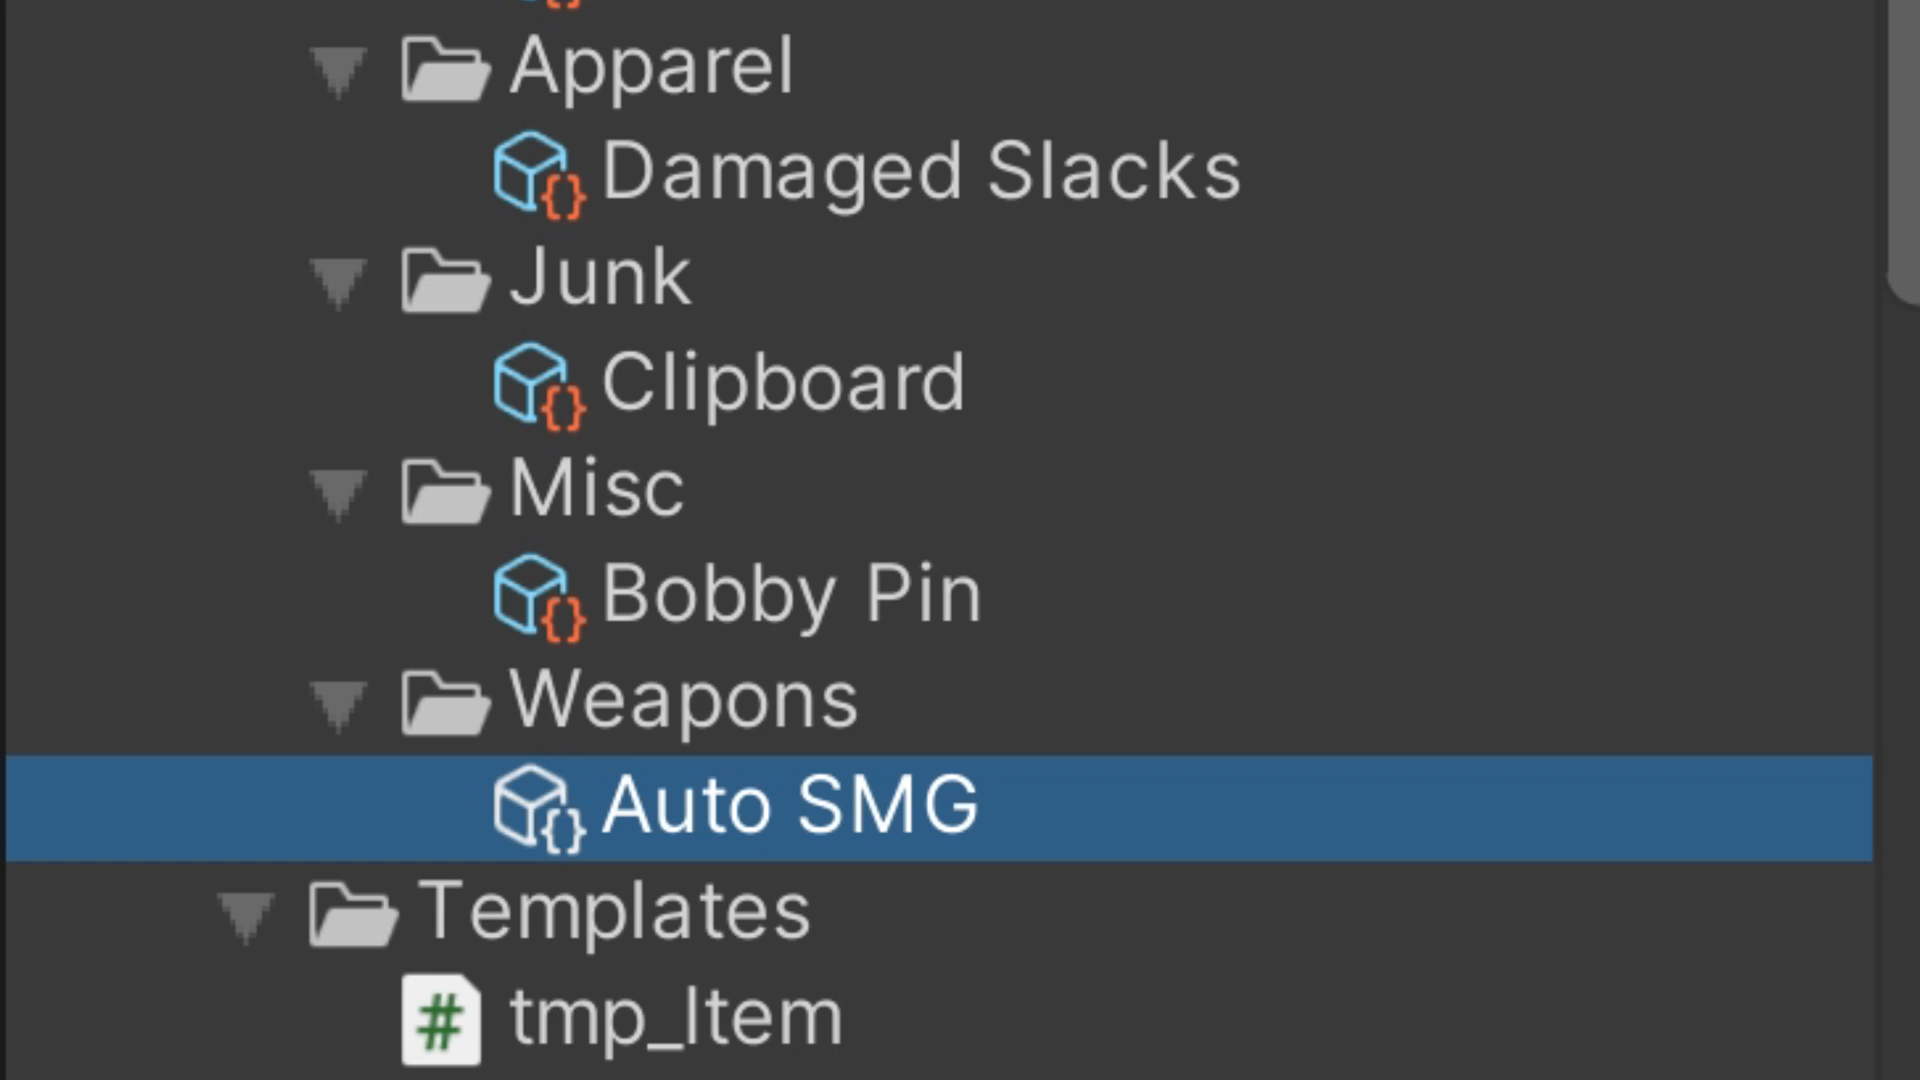 Apparel
Damaged Slacks
Junk
Clipboard
Misc
Bobby Pin
Weapons
Auto SMG
Templates
tmp_Item